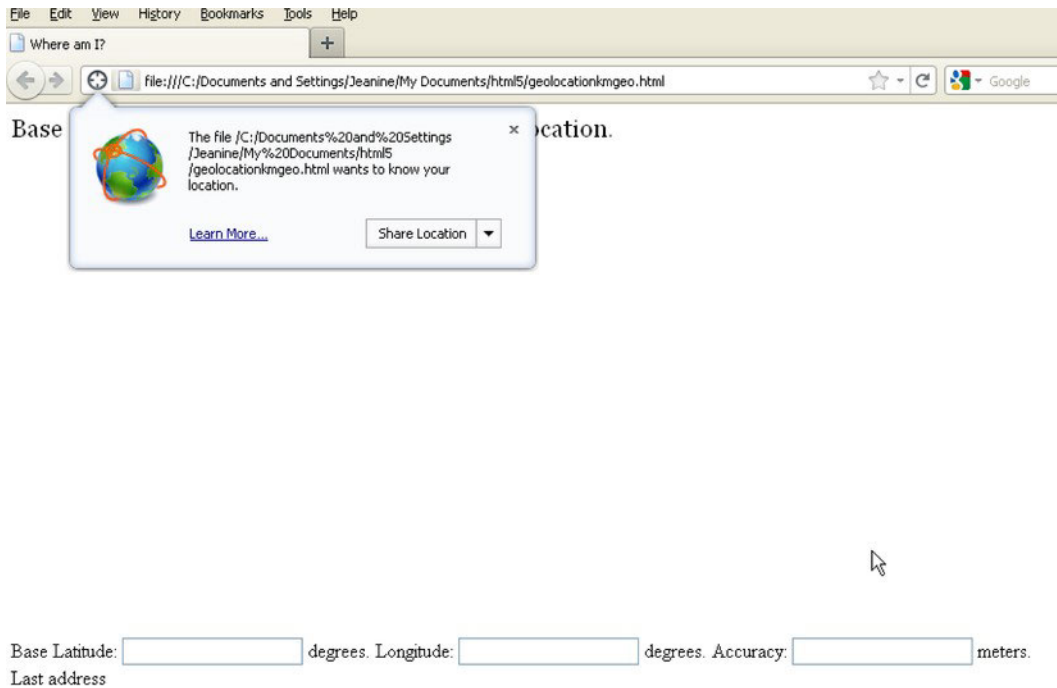 File Edit View History Bookmarks Tools Help
Where am I?
file:///C:/Documents and Settings/Jeanine/My Documents/html5/geolocationkmgeo.html
Google
Base
ocation.
The file /C:/Documents%20and%20Settings
/Jeanine/My%20Documents/html5
/geolocationkmgeo.html wants to know your
location.
Learn More...
Share Location
Base Latitude: degrees. Longitude: degrees. Accuracy: meters.
Last address